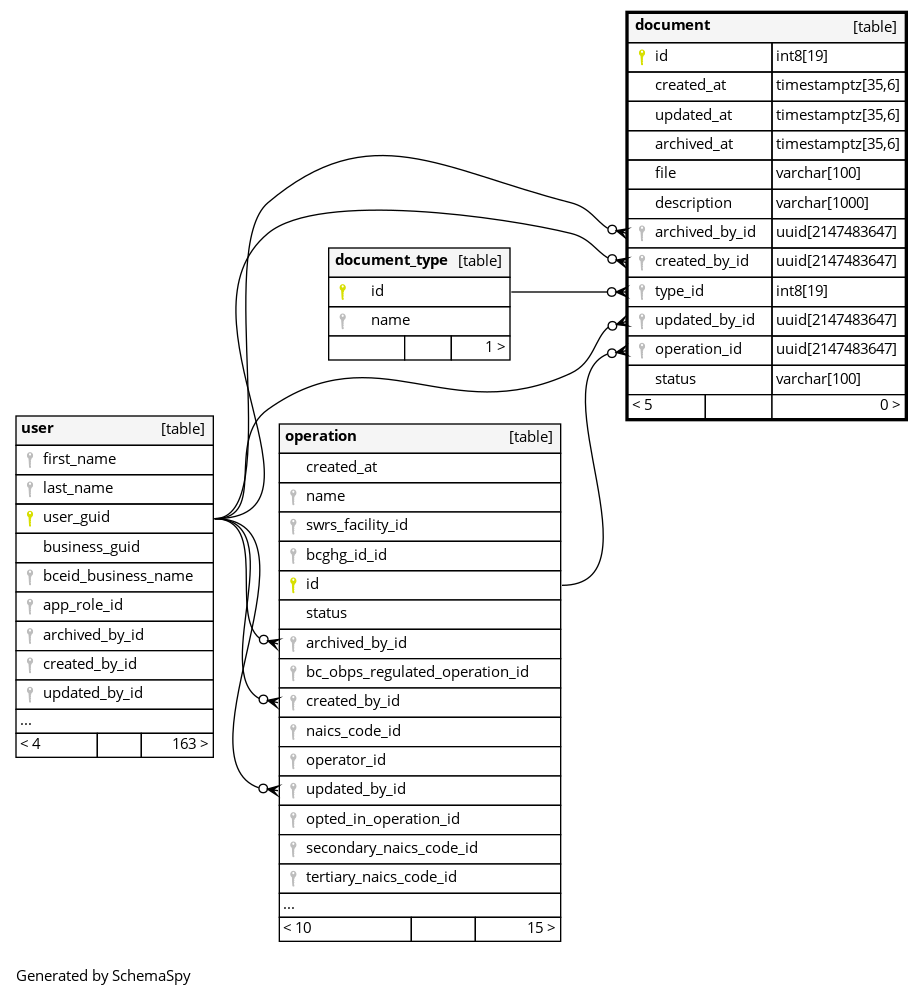 document [table]
id int8[19]
created_at timestamptz[35,6]
updated_at timestamptz[35,6]
archived_at timestamptz[35,6]
file varchar[100]
description varchar[1000]
archived_by_id uuid[2147483647]
created_by_id uuid[2147483647]
type_id int8[19]
updated_by_id uuid[2147483647]
operation_id uuid[2147483647]
status varchar[100]
< 5 0 >
document_type [table]
id
name
1 >
user [table]
first_name
last_name
user_guid
business_guid
bceid_business_name
app_role_id
archived_by_id
created_by_id
updated_by_id
...
< 4 163 >
operation [table]
created_at
name
swrs_facility_id
bcghg_id_id
id
status
archived_by_id
bc_obps_regulated_operation_id
created_by_id
naics_code_id
operator_id
updated_by_id
opted_in_operation_id
secondary_naics_code_id
tertiary_naics_code_id
...
< 10 15 >
Generated by SchemaSpy